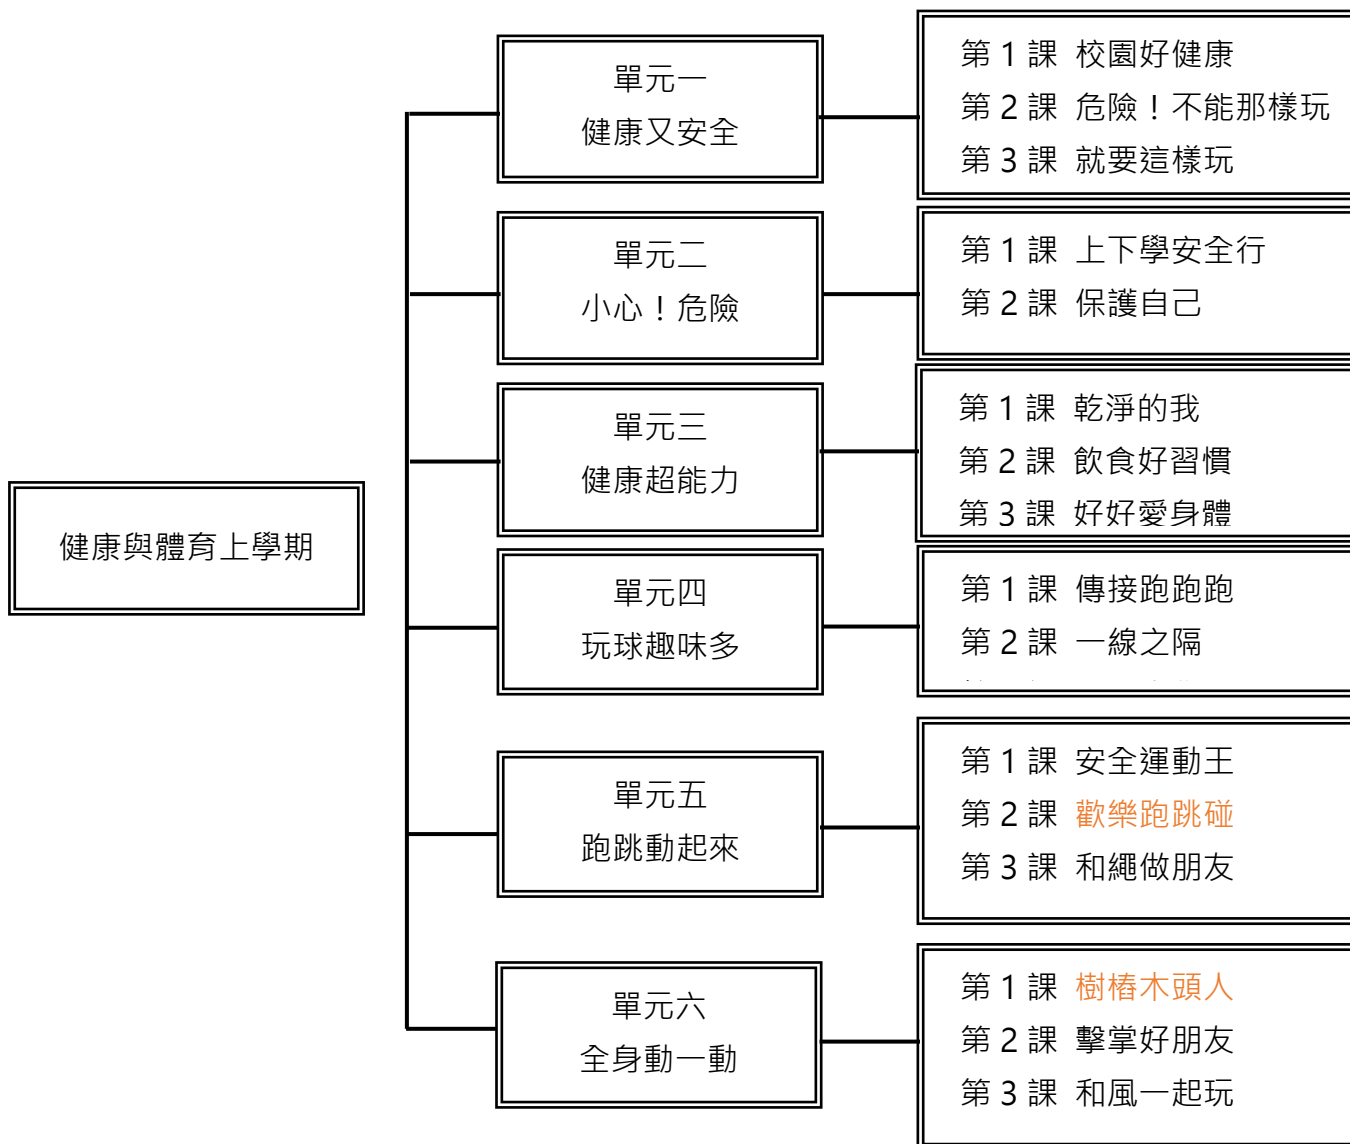 健康與體育上學期
單元一
健康又安全
第 1 課 校園好健康
第 2 課 危險！不能那樣玩
第 3 課 就要這樣玩
單元二
小心！危險
第 1 課 上下學安全行
第 2 課 保護自己
單元三
健康超能力
第 1 課 乾淨的我
第 2 課 飲食好習慣
第 3 課 好好愛身體
單元四
玩球趣味多
第 1 課 傳接跑跑跑
第 2 課 一線之隔
單元五
跑跳動起來
第 1 課 安全運動王
第 2 課 歡樂跑跳碰
第 3 課 和繩做朋友
單元六
全身動一動
第 1 課 樹樁木頭人
第 2 課 擊掌好朋友
第 3 課 和風一起玩